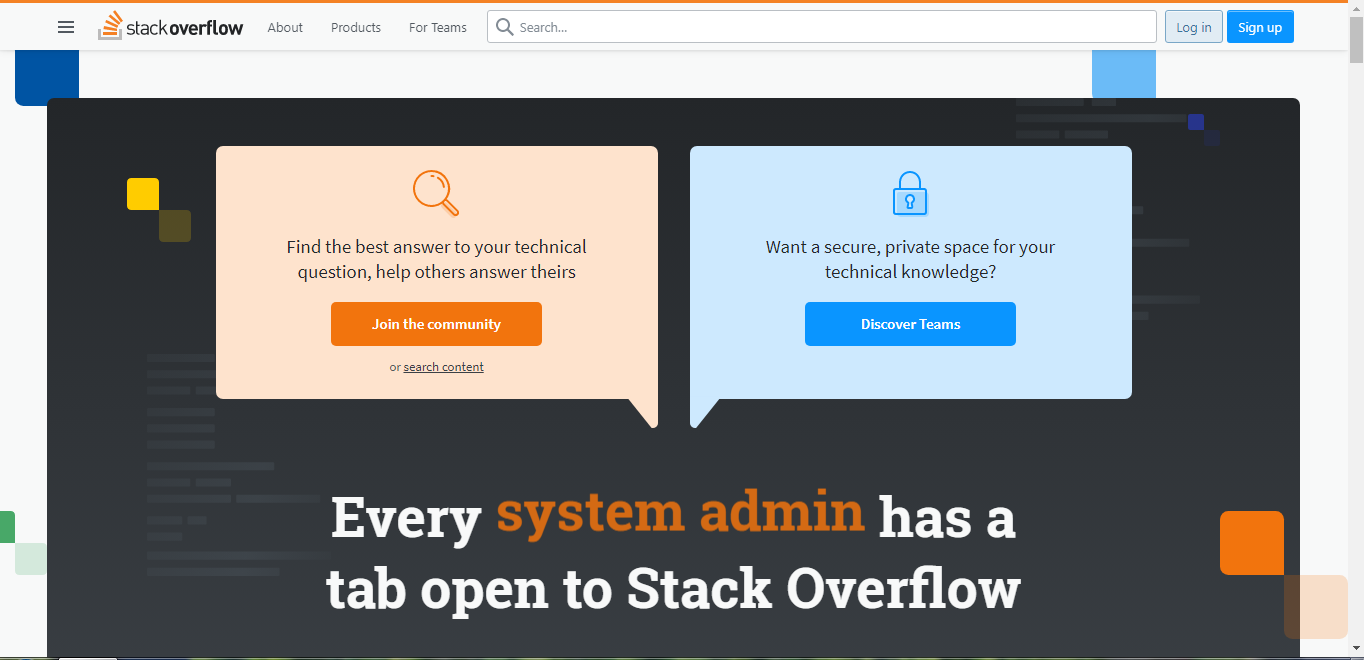 stackoverflow
About
Products
For Teams
Search...
Log in
Sign up
Find the best answer to your technical
question, help others answer theirs
Join the community
or search content
Want a secure, private space for your
technical knowledge?
Discover Teams
Every system admin has a
tab open to Stack Overflow